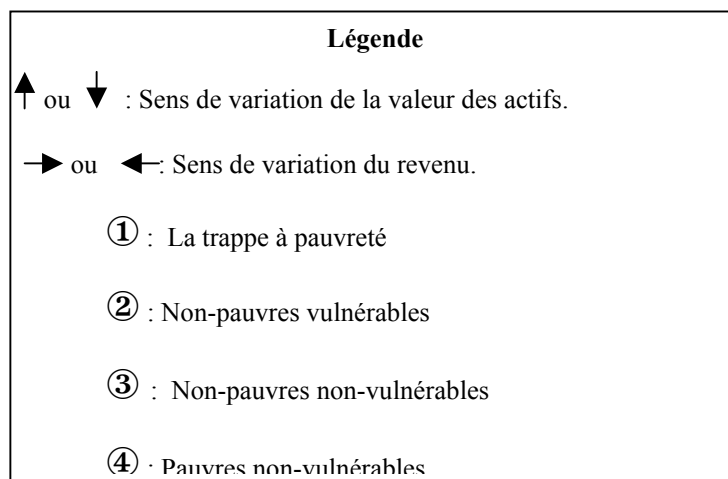 Légende
ou : Sens de variation de la valeur des actifs.
ou : Sens de variation du revenu.
① : La trappe à pauvreté
② : Non-pauvres vulnérables
③ : Non-pauvres non-vulnérables
④ : Pauvres non-vulnérables